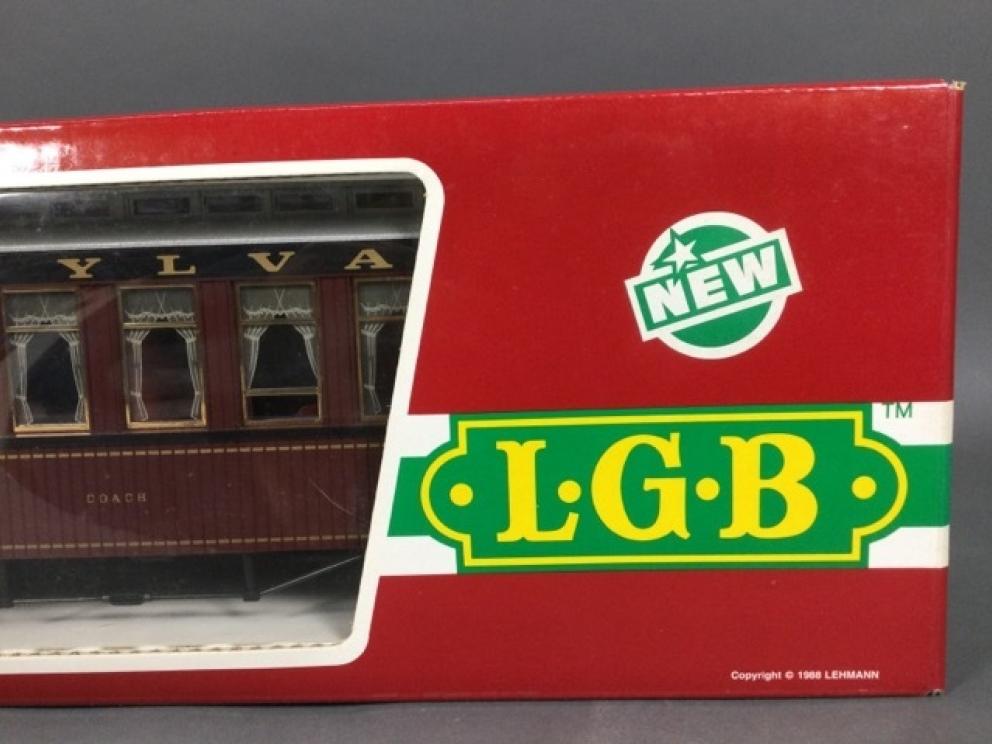 YLVA
COACH
NEW
L·G·B
TM
Copyright © 1988 LEHMANN